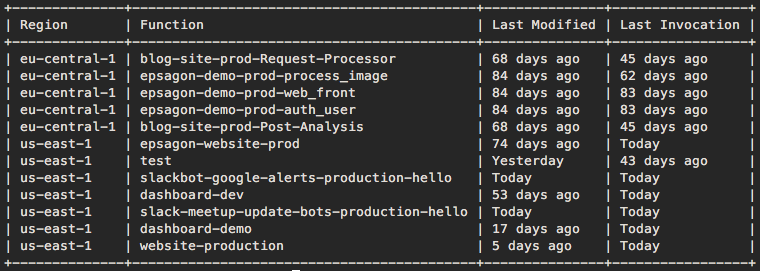 +--------------+------------------------------------------+---------------+-----------------+
| Region       | Function                                 | Last Modified | Last Invocation |
+--------------+------------------------------------------+---------------+-----------------+
| eu-central-1 | blog-site-prod-Request-Processor         | 68 days ago   | 45 days ago     |
| eu-central-1 | epsagon-demo-prod-process_image          | 84 days ago   | 62 days ago     |
| eu-central-1 | epsagon-demo-prod-web_front              | 84 days ago   | 83 days ago     |
| eu-central-1 | epsagon-demo-prod-auth_user              | 84 days ago   | 83 days ago     |
| eu-central-1 | blog-site-prod-Post-Analysis             | 68 days ago   | 45 days ago     |
| us-east-1    | epsagon-website-prod                     | 74 days ago   | Today           |
| us-east-1    | test                                     | Yesterday     | 43 days ago     |
| us-east-1    | slackbot-google-alerts-production-hello  | Today         | Today           |
| us-east-1    | dashboard-dev                            | 53 days ago   | Today           |
| us-east-1    | slack-meetup-update-bots-production-hello | Today         | Today           |
| us-east-1    | dashboard-demo                           | 17 days ago   | Today           |
| us-east-1    | website-production                       | 5 days ago    | Today           |
+--------------+------------------------------------------+---------------+-----------------+